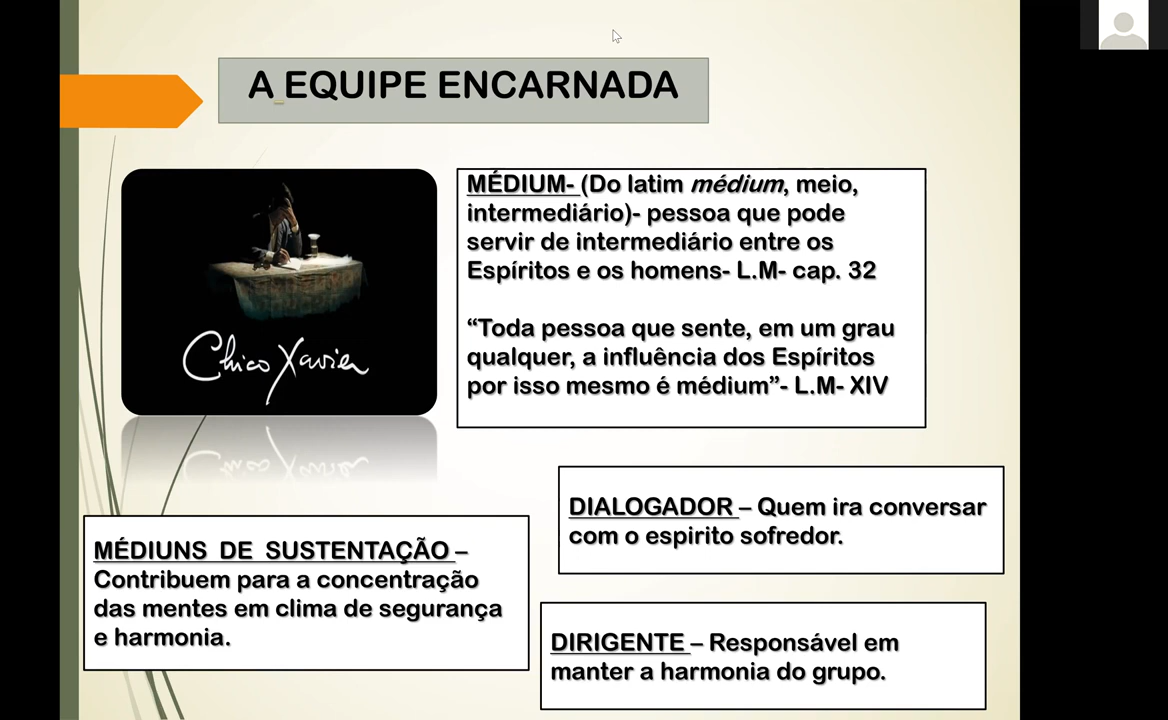 A EQUIPE ENCARNADA
Chico Xavier
MÉDIUM- (Do latim médium, meio,
intermediário)- pessoa que pode
servir de intermediário entre os
Espíritos e os homens- L.M- cap. 32
“Toda pessoa que sente, em um grau
qualquer, a influência dos Espíritos
por isso mesmo é médium”- L.M- XIV
DIALOGADOR – Quem ira conversar
com o espirito sofredor.
MÉDIUNS DE SUSTENTAÇÃO –
Contribuem para a concentração
das mentes em clima de segurança
e harmonia.
DIRIGENTE – Responsável em
manter a harmonia do grupo.